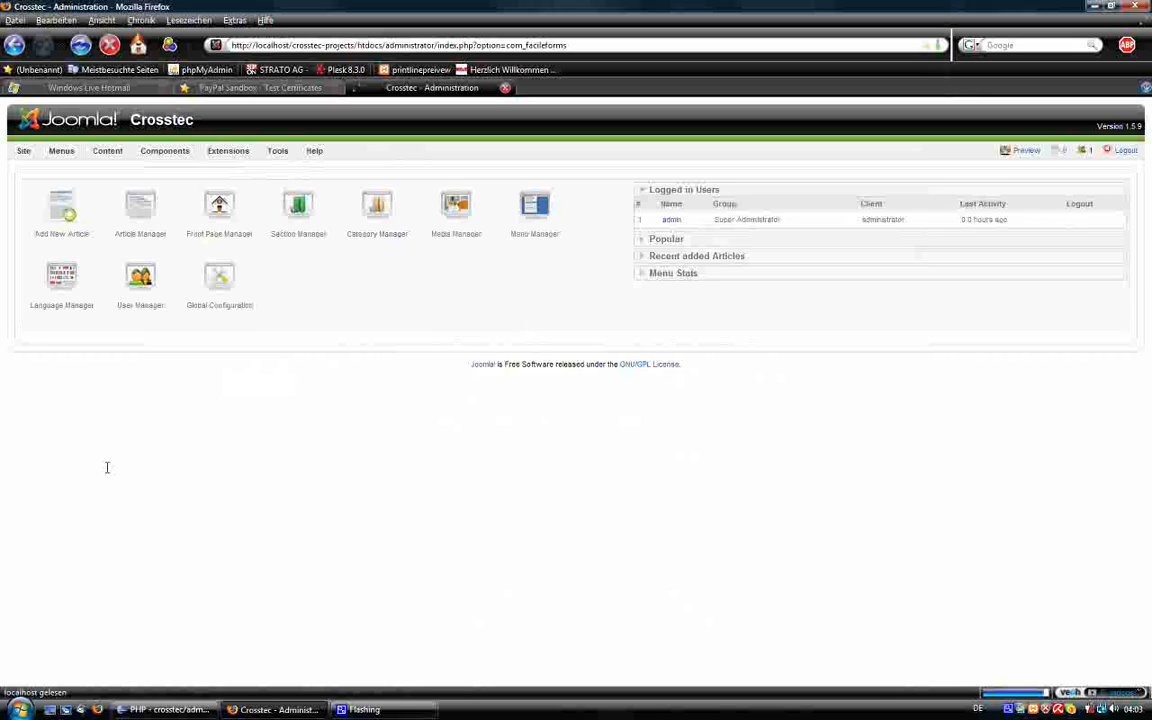 Crosstec - Administration - Mozilla Firefox
Datei Bearbeiten Ansicht Chronik Lesezeichen Extras Hilfe
http://localhost/crosstec-projects/htdocs/administrator/index.php?option=com_facileforms
Google
ABP
(Unbenannt) Meistbesuchte Seiten phpMyAdmin STRATO AG - Plesk 8.3.0 printlinepreivew Herzlich Willkommen ...
Windows Live Hotmail PayPal Sandbox - Test Certificates Crosstec - Administration
Joomla! Crosstec
Version 1.5.9
Site Menus Content Components Extensions Tools Help
Preview 0 1 Logout
Add New Article Article Manager Front Page Manager Section Manager Category Manager Media Manager Menu Manager
Language Manager User Manager Global Configuration
Logged in Users
# Name Group Client Last Activity Logout
1 admin Super Administrator administrator 0.0 hours ago
Popular
Recent added Articles
Menu Stats
Joomla! is Free Software released under the GNU/GPL License.
localhost gelesen
PHP - crosstec/adm... Crosstec - Administ... Flashing
DE
04:03